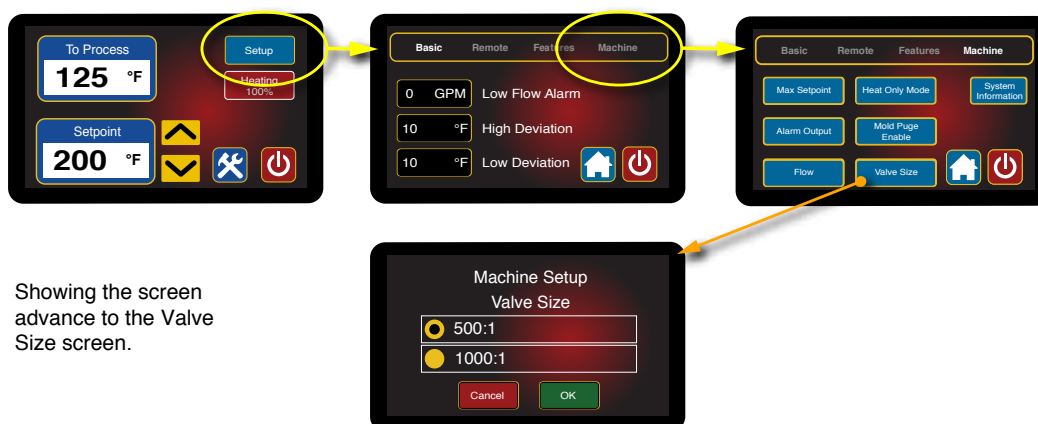 To Process
125 °F
Setup
Heating
100%
Setpoint
200 °F
Basic Remote Features Machine
0 GPM Low Flow Alarm
10 °F High Deviation
10 °F Low Deviation
Basic Remote Features Machine
Max Setpoint
Heat Only Mode
System
Information
Alarm Output
Mold Puge
Enable
Flow
Valve Size
Showing the screen
advance to the Valve
Size screen.
Machine Setup
Valve Size
500:1
1000:1
Cancel
OK